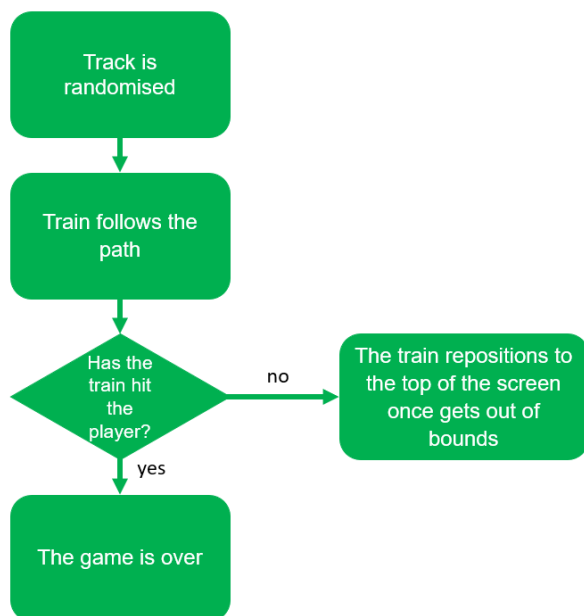 Track is
randomised
Train follows the
path
Has the
train hit
the
player?
no
The train repositions to
the top of the screen
once gets out of
bounds
yes
The game is over